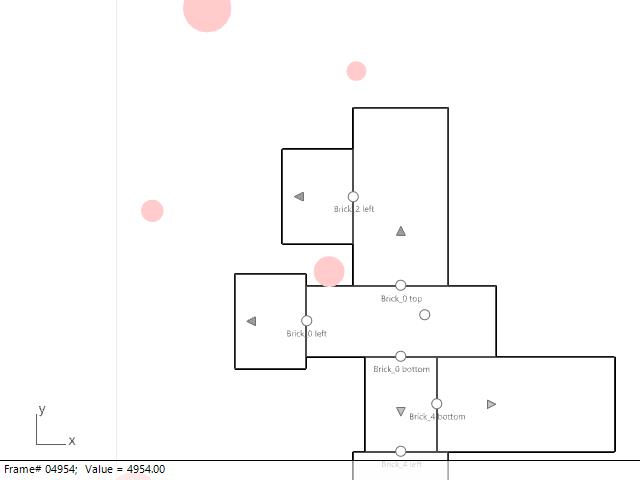 Brick_2 left
Brick_0 top
Brick_0 left
Brick_0 bottom
Brick_4 bottom
y
x
Brick_4 left
Frame# 04954; Value = 4954.00